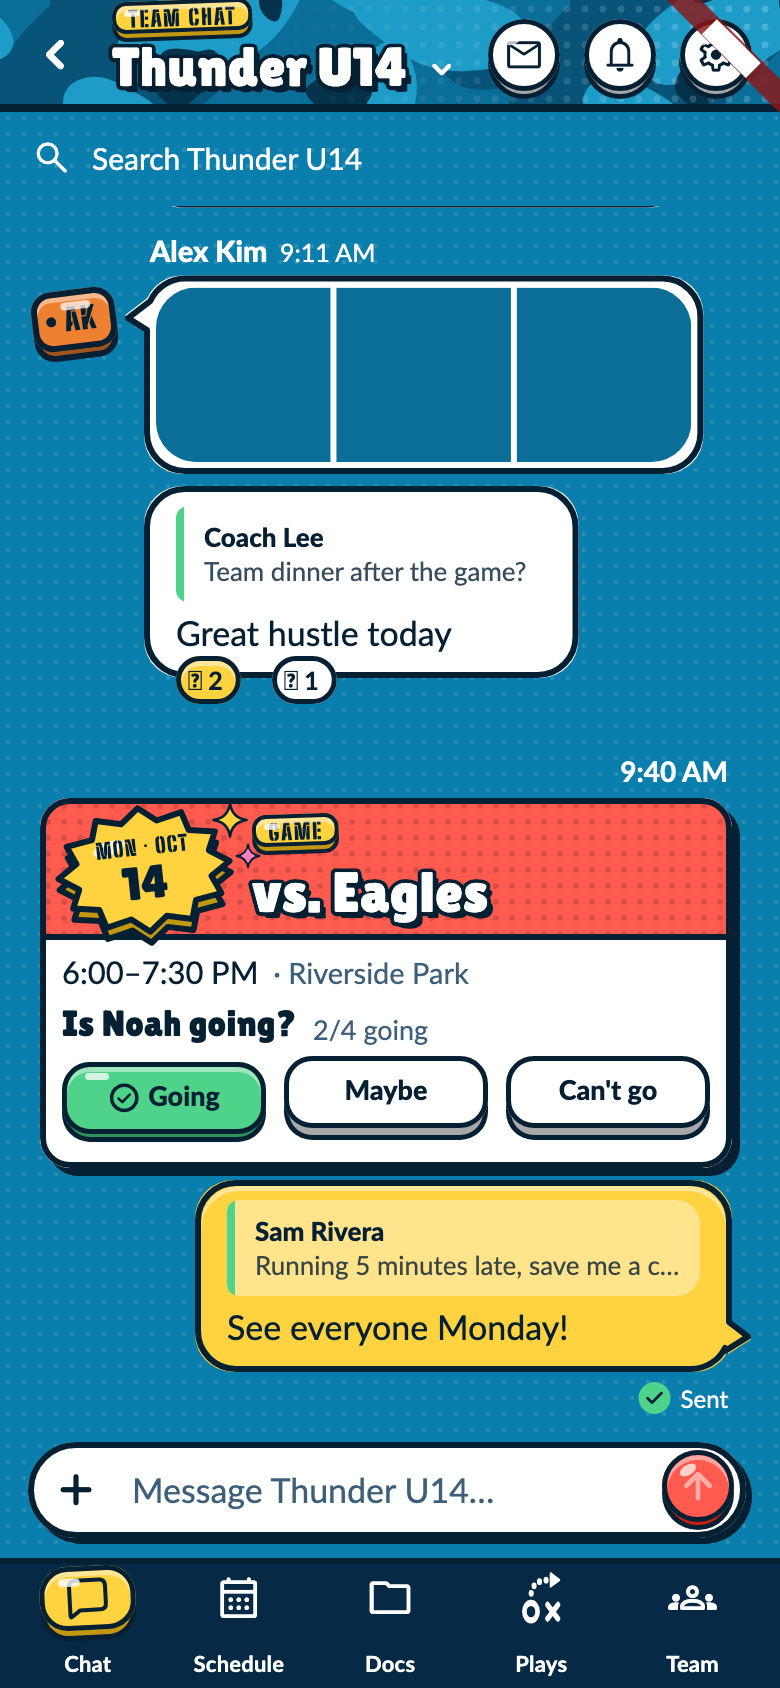 TEAM CHAT
Thunder U14
Search Thunder U14
Alex Kim 9:11 AM
• AK
Coach Lee
Team dinner after the game?
Great hustle today
2
1
9:40 AM
MON · OCT
14
GAME
vs. Eagles
6:00–7:30 PM · Riverside Park
Is Noah going? 2/4 going
Going
Maybe
Can't go
Sam Rivera
Running 5 minutes late, save me a c...
See everyone Monday!
Sent
Message Thunder U14...
Chat
Schedule
Docs
Plays
Team